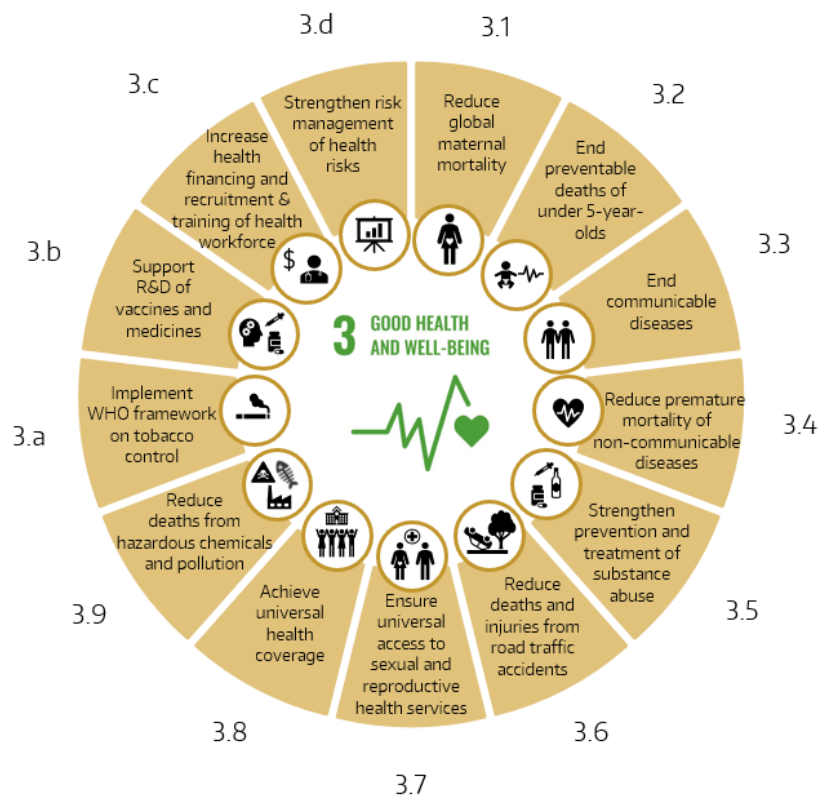 3.d
Strengthen risk
management
of health
risks
3.1
Reduce
global
maternal
mortality
3.2
End
preventable
deaths of
under 5-year-
olds
3.3
End
communicable
diseases
3.4
Reduce premature
mortality of
non-communicable
diseases
3.5
Strengthen
prevention and
treatment of
substance
abuse
3.6
Reduce
deaths and
injuries from
road traffic
accidents
3.7
Ensure
universal
access to
sexual and
reproductive
health services
3.8
Achieve
universal
health
coverage
3.9
Reduce
deaths from
hazardous chemicals
and pollution
3.a
Implement
WHO framework
on tobacco
control
3.b
Support
R&D of
vaccines and
medicines
3.c
Increase
health
financing and
recruitment &
training of health
workforce
$
3 GOOD HEALTH
AND WELL-BEING